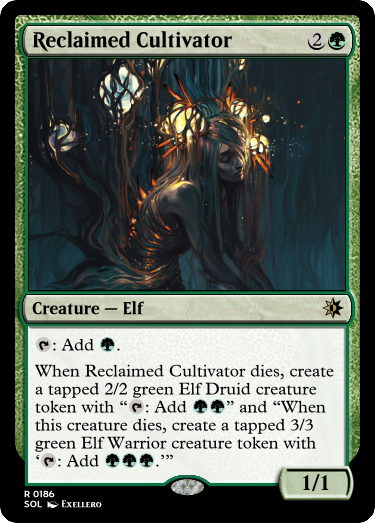 Reclaimed Cultivator 2
Creature — Elf
: Add .
When Reclaimed Cultivator dies, create
a tapped 2/2 green Elf Druid creature
token with “: Add ” and “When
this creature dies, create a tapped 3/3
green Elf Warrior creature token with
‘: Add .’”
1/1
R 0186
SOL Exellero